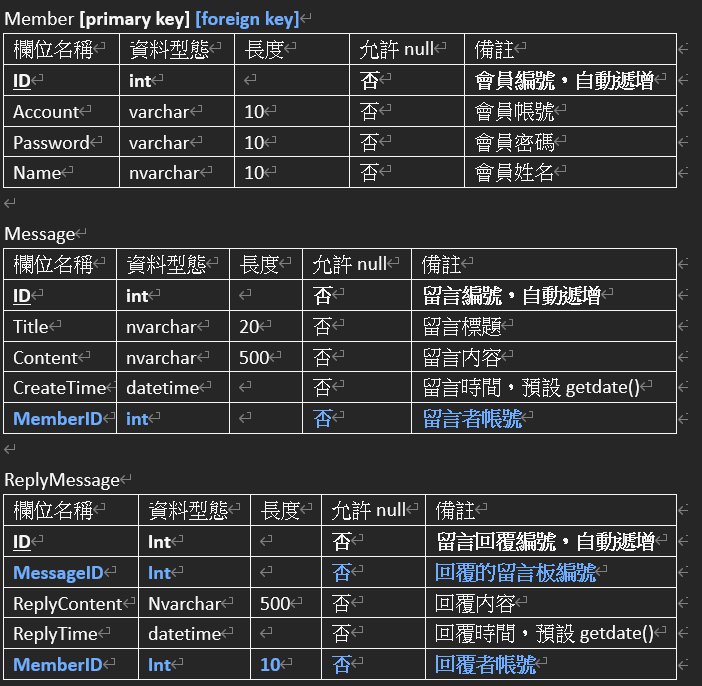 Member [primary key] [foreign key]
欄位名稱 資料型態 長度 允許 null 備註
ID int 否 會員編號，自動遞增
Account varchar 10 否 會員帳號
Password varchar 10 否 會員密碼
Name nvarchar 10 否 會員姓名
Message
欄位名稱 資料型態 長度 允許 null 備註
ID int 否 留言編號，自動遞增
Title nvarchar 20 否 留言標題
Content nvarchar 500 否 留言內容
CreateTime datetime 否 留言時間，預設 getdate()
MemberID int 否 留言者帳號
ReplyMessage
欄位名稱 資料型態 長度 允許 null 備註
ID Int 否 留言回覆編號，自動遞增
MessageID Int 否 回覆的留言板編號
ReplyContent Nvarchar 500 否 回覆內容
ReplyTime datetime 否 回覆時間，預設 getdate()
MemberID Int 10 否 回覆者帳號